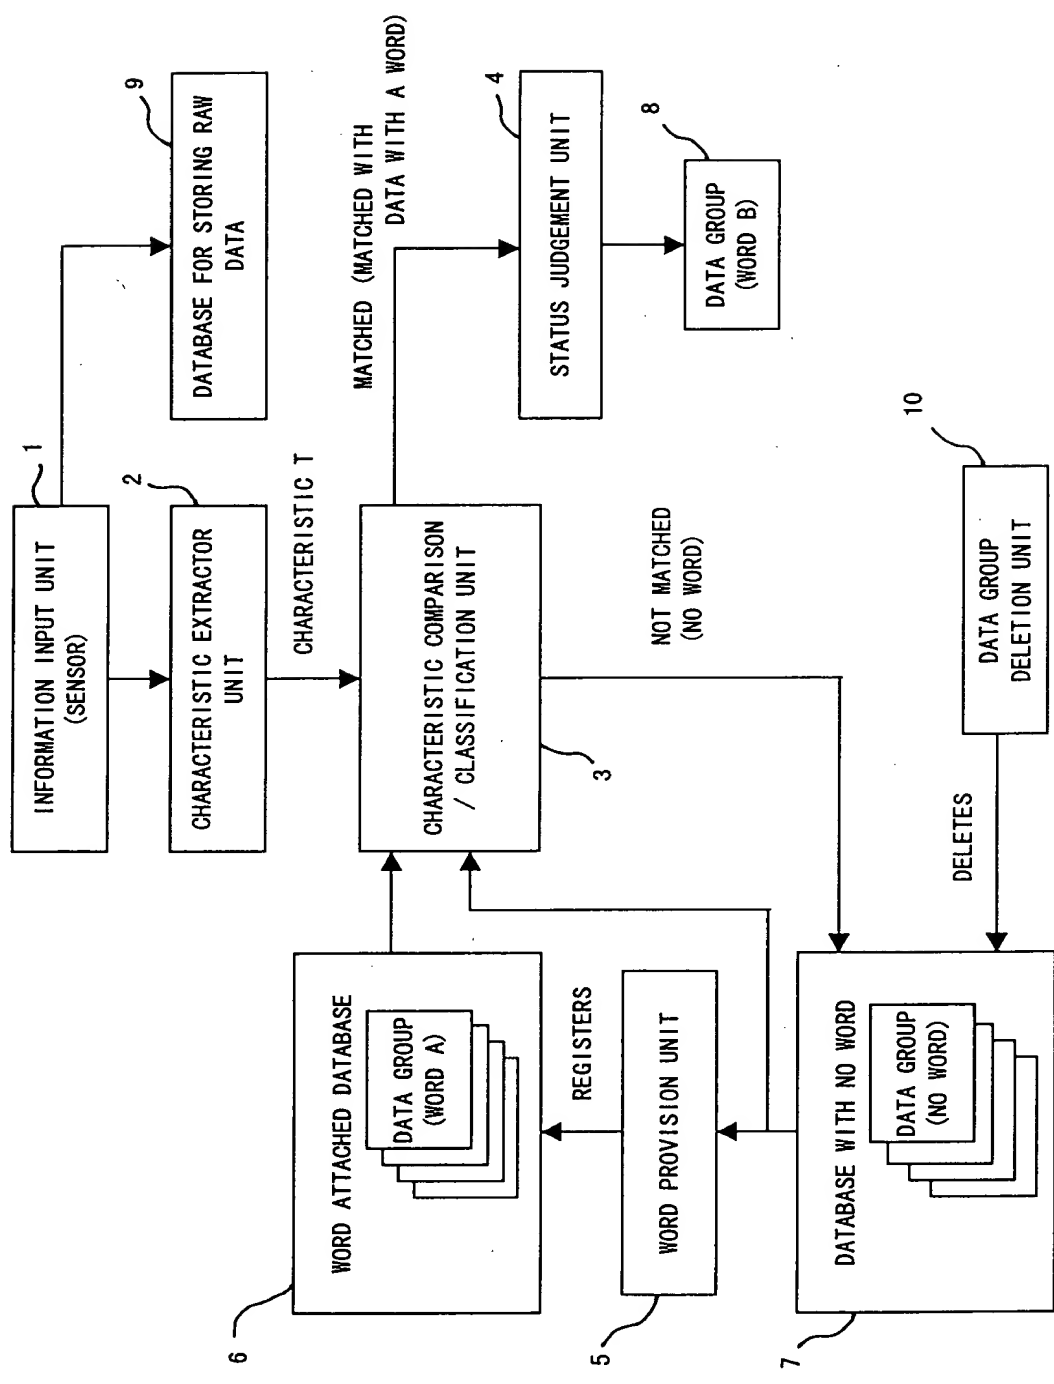 1
INFORMATION INPUT UNIT
(SENSOR)
9
DATABASE FOR STORING RAW
DATA
2
CHARACTERISTIC EXTRACTOR
UNIT
CHARACTERISTIC T
MATCHED (MATCHED WITH
DATA WITH A WORD)
6
WORD ATTACHED DATABASE
DATA GROUP
(WORD A)
CHARACTERISTIC COMPARISON
/ CLASSIFICATION UNIT
3
4
STATUS JUDGEMENT UNIT
REGISTERS
5
WORD PROVISION UNIT
NOT MATCHED
(NO WORD)
8
DATA GROUP
(WORD B)
7
DATABASE WITH NO WORD
DATA GROUP
(NO WORD)
DELETES
10
DATA GROUP
DELETION UNIT